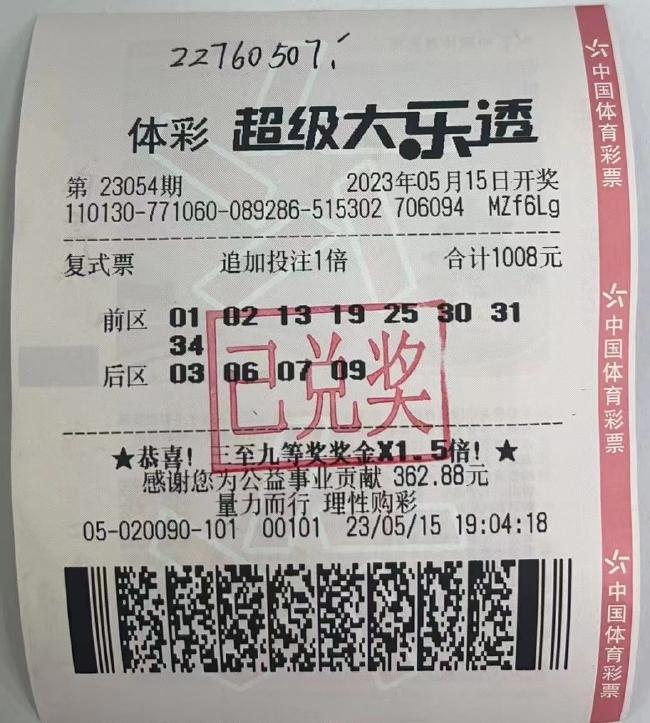 22760507.
体彩 超级大乐透
第 23054期 2023年05月15日开奖
110130-771060-089286-515302 706094 MZf6Lg
复式票 追加投注1倍 合计1008元
前区 01 02 13 19 25 30 31
34
后区 03 06 07 09
已兑奖
★恭喜! 三至九等奖奖金X1.5倍! ★
感谢您为公益事业贡献 362.88元
量力而行 理性购彩
05-020090-101 00101 23/05/15 19:04:18
中国体育彩票
中国体育彩票
中国体育彩票